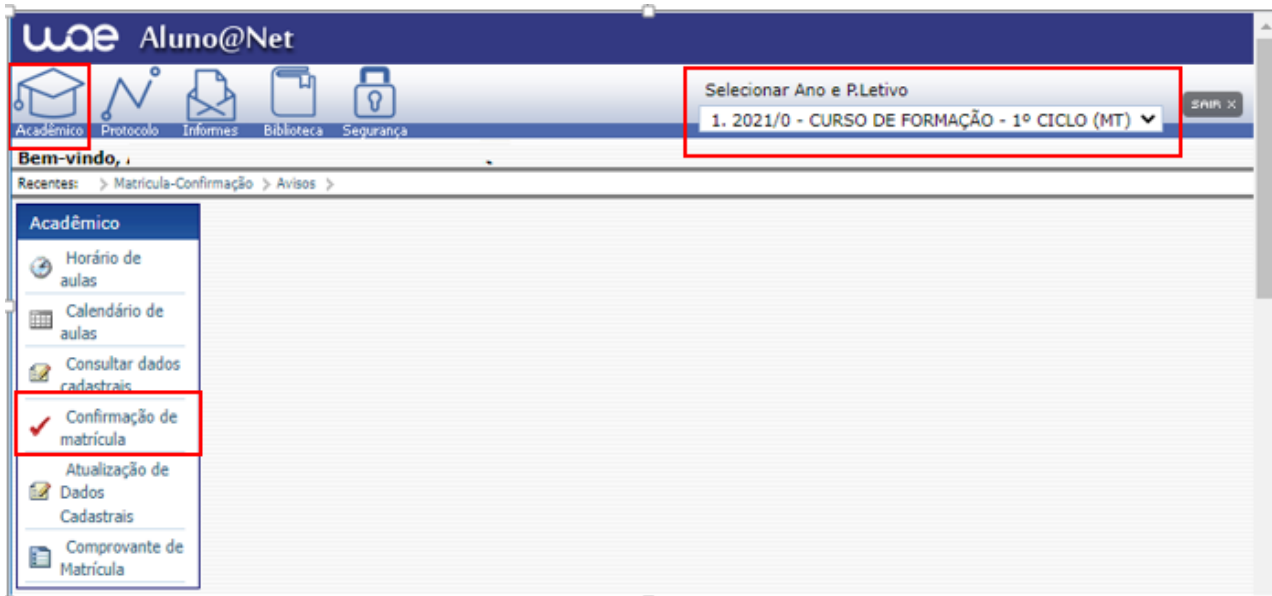 wae Aluno@Net
Selecionar Ano e P.Letivo
1. 2021/0 - CURSO DE FORMAÇÃO - 1º CICLO (MT)
SAIR X
Acadêmico Protocolo Informes Biblioteca Segurança
Bem-vindo,
Recentes: > Matricula-Confirmação > Avisos >
Acadêmico
Horário de
aulas
Calendário de
aulas
Consultar dados
cadastrais
Confirmação de
matrícula
Atualização de
Dados
Cadastrais
Comprovante de
Matrícula